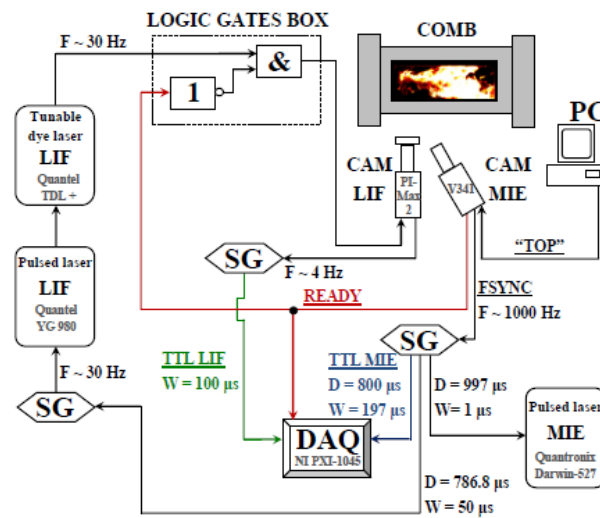 LOGIC GATES BOX
F ~ 30 Hz
&
1
COMB
PC
Tunable
dye laser
LIF
Quantel
TDL +
CAM
LIF
PI-
Max
2
V341
CAM
MIE
"TOP"
SG
F ~ 4 Hz
READY
FSYNC
F ~ 1000 Hz
Pulsed laser
LIF
Quantel
YG 980
SG
TTL LIF
W = 100 µs
TTL MIE
D = 800 µs
W = 197 µs
D = 997 µs
W= 1 µs
F ~ 30 Hz
SG
DAQ
NI PXI-1045
Pulsed laser
MIE
Quantronix
Darwin-527
D = 786.8 µs
W = 50 µs